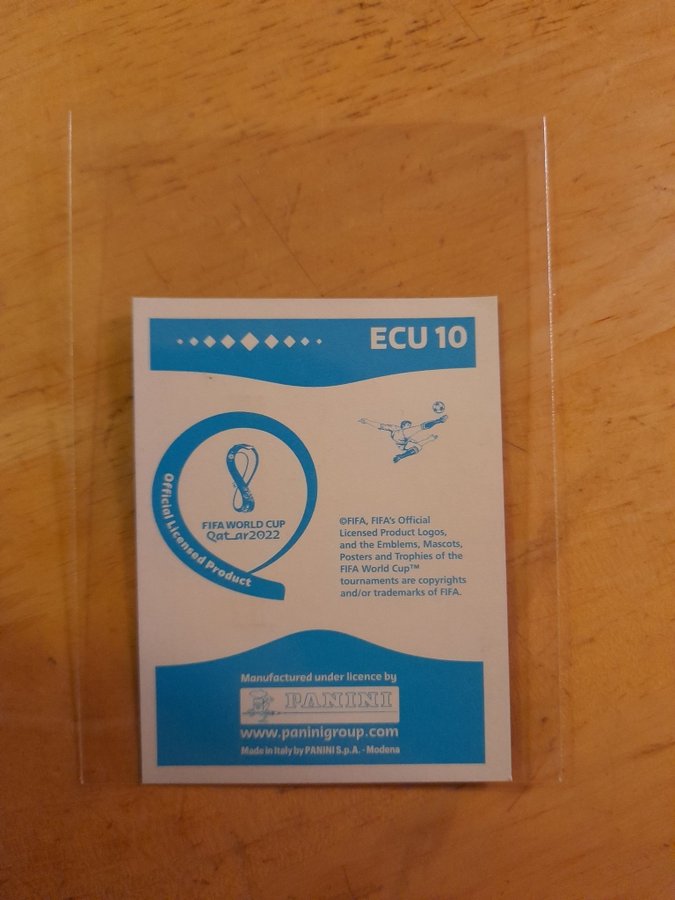 ECU 10
Official Licensed Product
FIFA WORLD CUP
Qatar2022
©FIFA, FIFA's Official
Licensed Product Logos,
and the Emblems, Mascots,
Posters and Trophies of the
FIFA World Cup™
tournaments are copyrights
and/or trademarks of FIFA.
Manufactured under licence by
PANINI
www.paninigroup.com
Made in Italy by PANINI S.p.A. - Modena